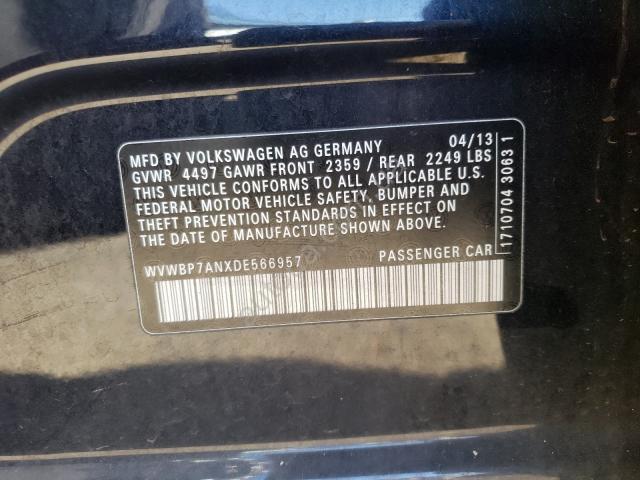 MFD BY VOLKSWAGEN AG GERMANY 04/13
GVWR 4497 GAWR FRONT 2359 / REAR 2249 LBS
THIS VEHICLE CONFORMS TO ALL APPLICABLE U.S.
FEDERAL MOTOR VEHICLE SAFETY, BUMPER AND
THEFT PREVENTION STANDARDS IN EFFECT ON
THE DATE OF MANUFACTURE SHOWN ABOVE.
WVWBP7ANXDE566957 PASSENGER CAR
1710704 3063 1